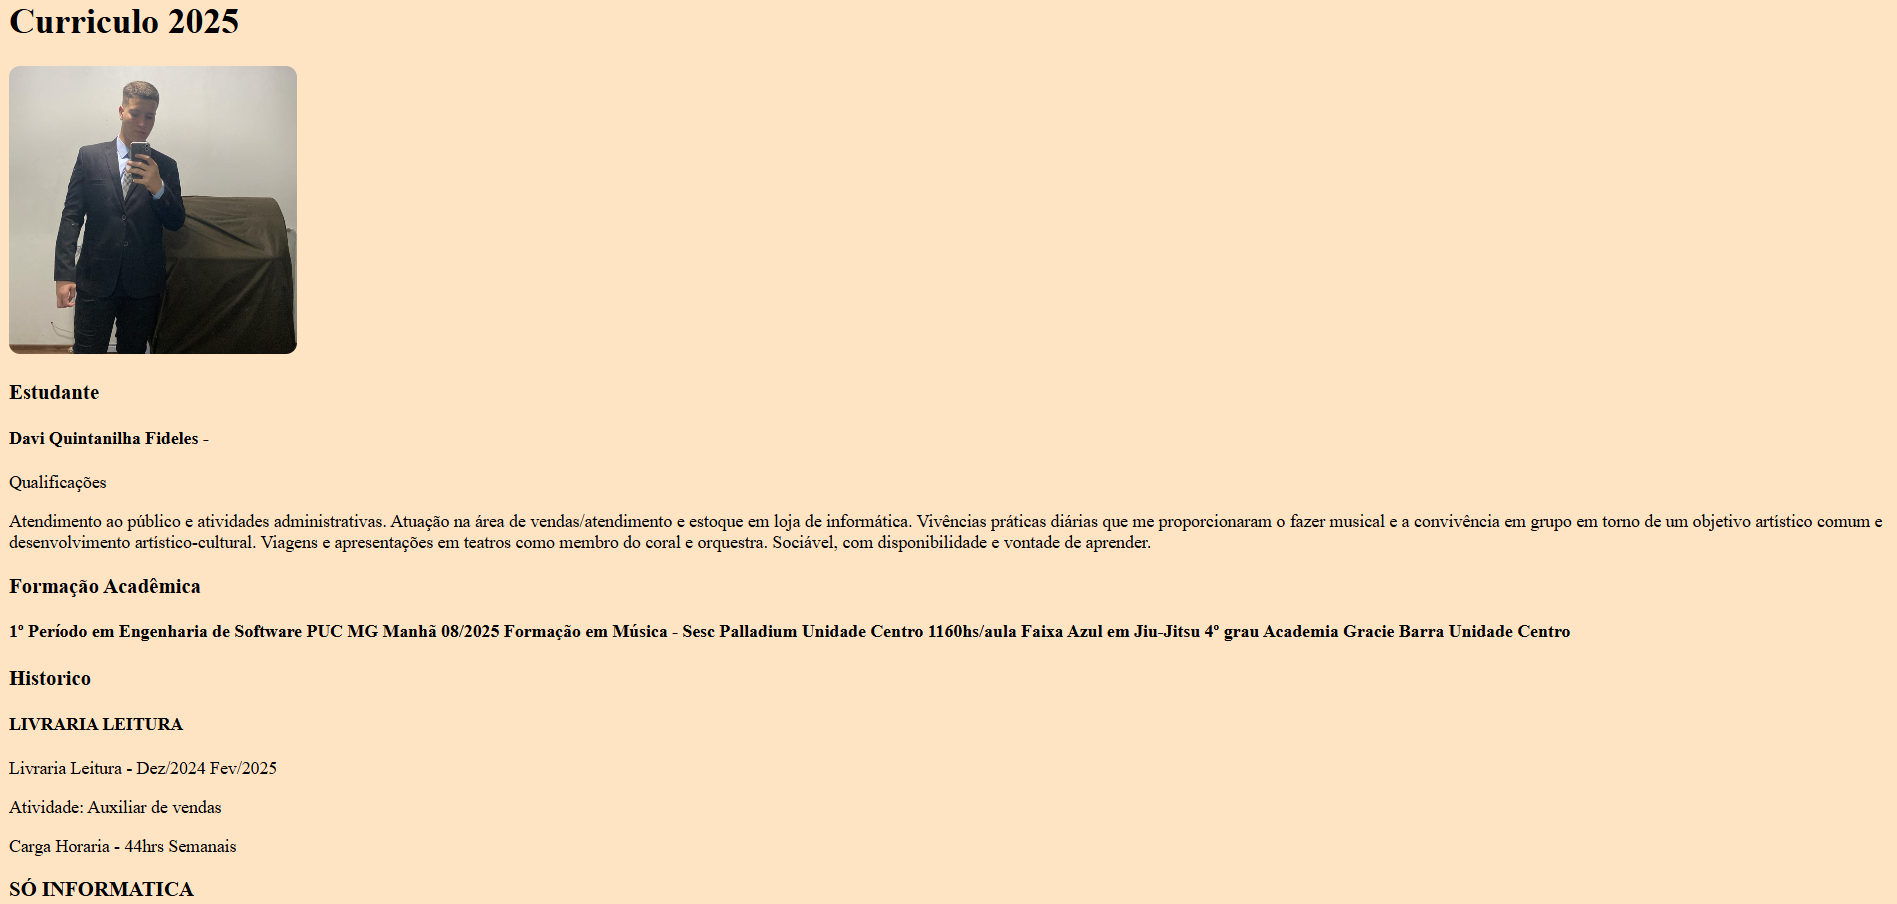 Curriculo 2025
Estudante
Davi Quintanilha Fideles -
Qualificações
Atendimento ao público e atividades administrativas. Atuação na área de vendas/atendimento e estoque em loja de informática. Vivências práticas diárias que me proporcionaram o fazer musical e a convivência em grupo em torno de um objetivo artístico comum e
desenvolvimento artístico-cultural. Viagens e apresentações em teatros como membro do coral e orquestra. Sociável, com disponibilidade e vontade de aprender.
Formação Acadêmica
1º Período em Engenharia de Software PUC MG Manhã 08/2025 Formação em Música - Sesc Palladium Unidade Centro 1160hs/aula Faixa Azul em Jiu-Jitsu 4º grau Academia Gracie Barra Unidade Centro
Historico
LIVRARIA LEITURA
Livraria Leitura - Dez/2024 Fev/2025
Atividade: Auxiliar de vendas
Carga Horaria - 44hrs Semanais
SÓ INFORMATICA